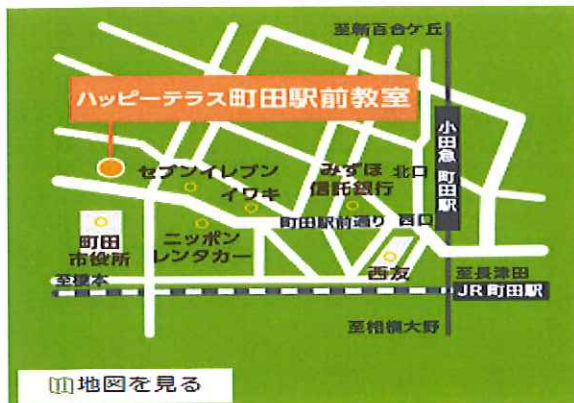 至新百合ケ丘
ハッピーテラス町田駅前教室
小田急 町田駅
セブンイレブン
みずほ
信託銀行
北口
イワキ
町田駅前通り
西口
町田
市役所
ニッポン
レンタカー
西友
至橋本
至長津田
JR町田駅
至相模大野
地図を見る